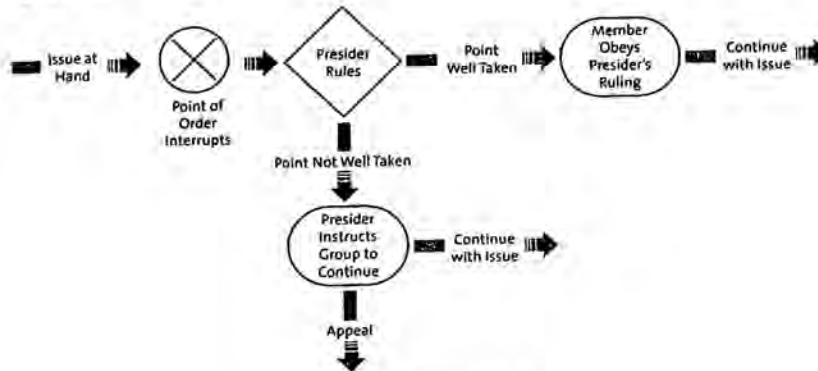 Issue at
Hand
Point of
Order
Interrupts
Presider
Rules
Point
Well Taken
Member
Obeys
Presider's
Ruling
Continue
with Issue
Point Not Well Taken
Presider
Instructs
Group to
Continue
Continue
with Issue
Appeal